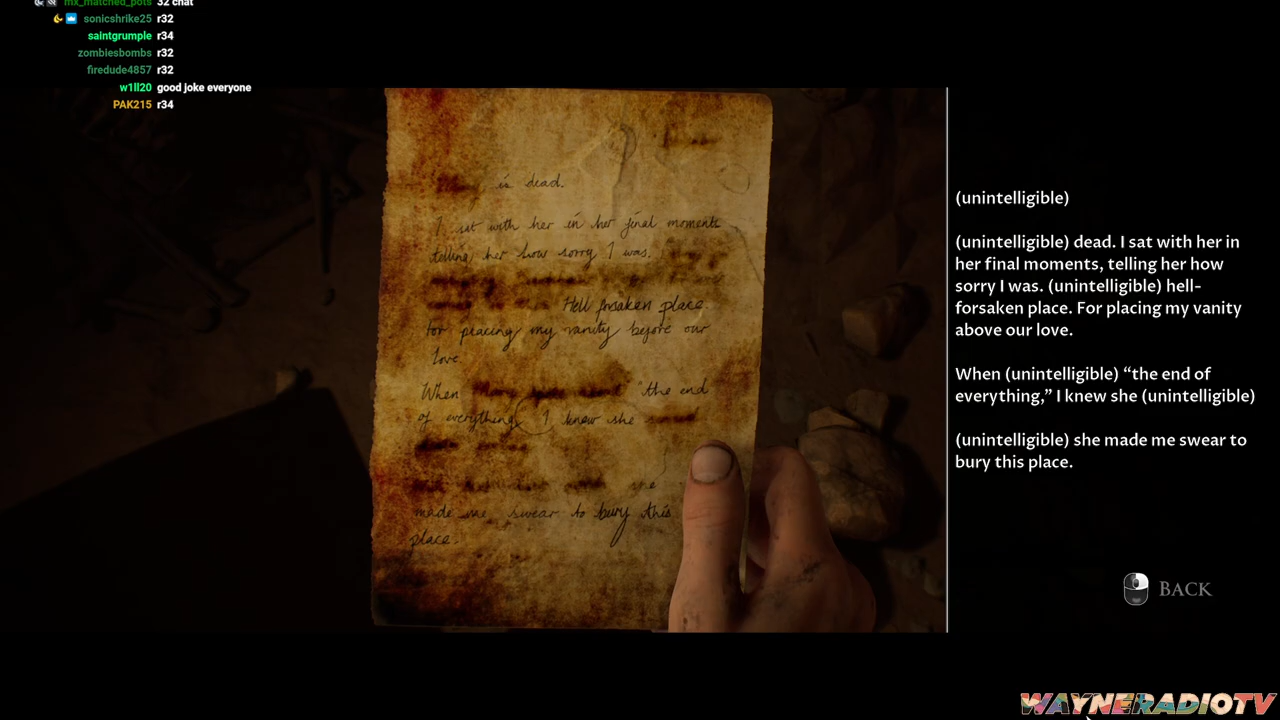 mx_matched_pots 32 chat
sonicshrike25 r32
saintgrumple r34
zombiesbombs r32
firedude4857 r32
w1ll20 good joke everyone
PAK215 r34
is dead.
I sat with her in her final moments
telling her how sorry I was.
Hell forsaken place
for placing my vanity before our
love
When "the end
of everything" I knew she
she
made me swear to bury this
place.
(unintelligible)
(unintelligible) dead. I sat with her in
her final moments, telling her how
sorry I was. (unintelligible) hell-
forsaken place. For placing my vanity
above our love.
When (unintelligible) “the end of
everything,” I knew she (unintelligible)
(unintelligible) she made me swear to
bury this place.
BACK
WAYNERADIOTV